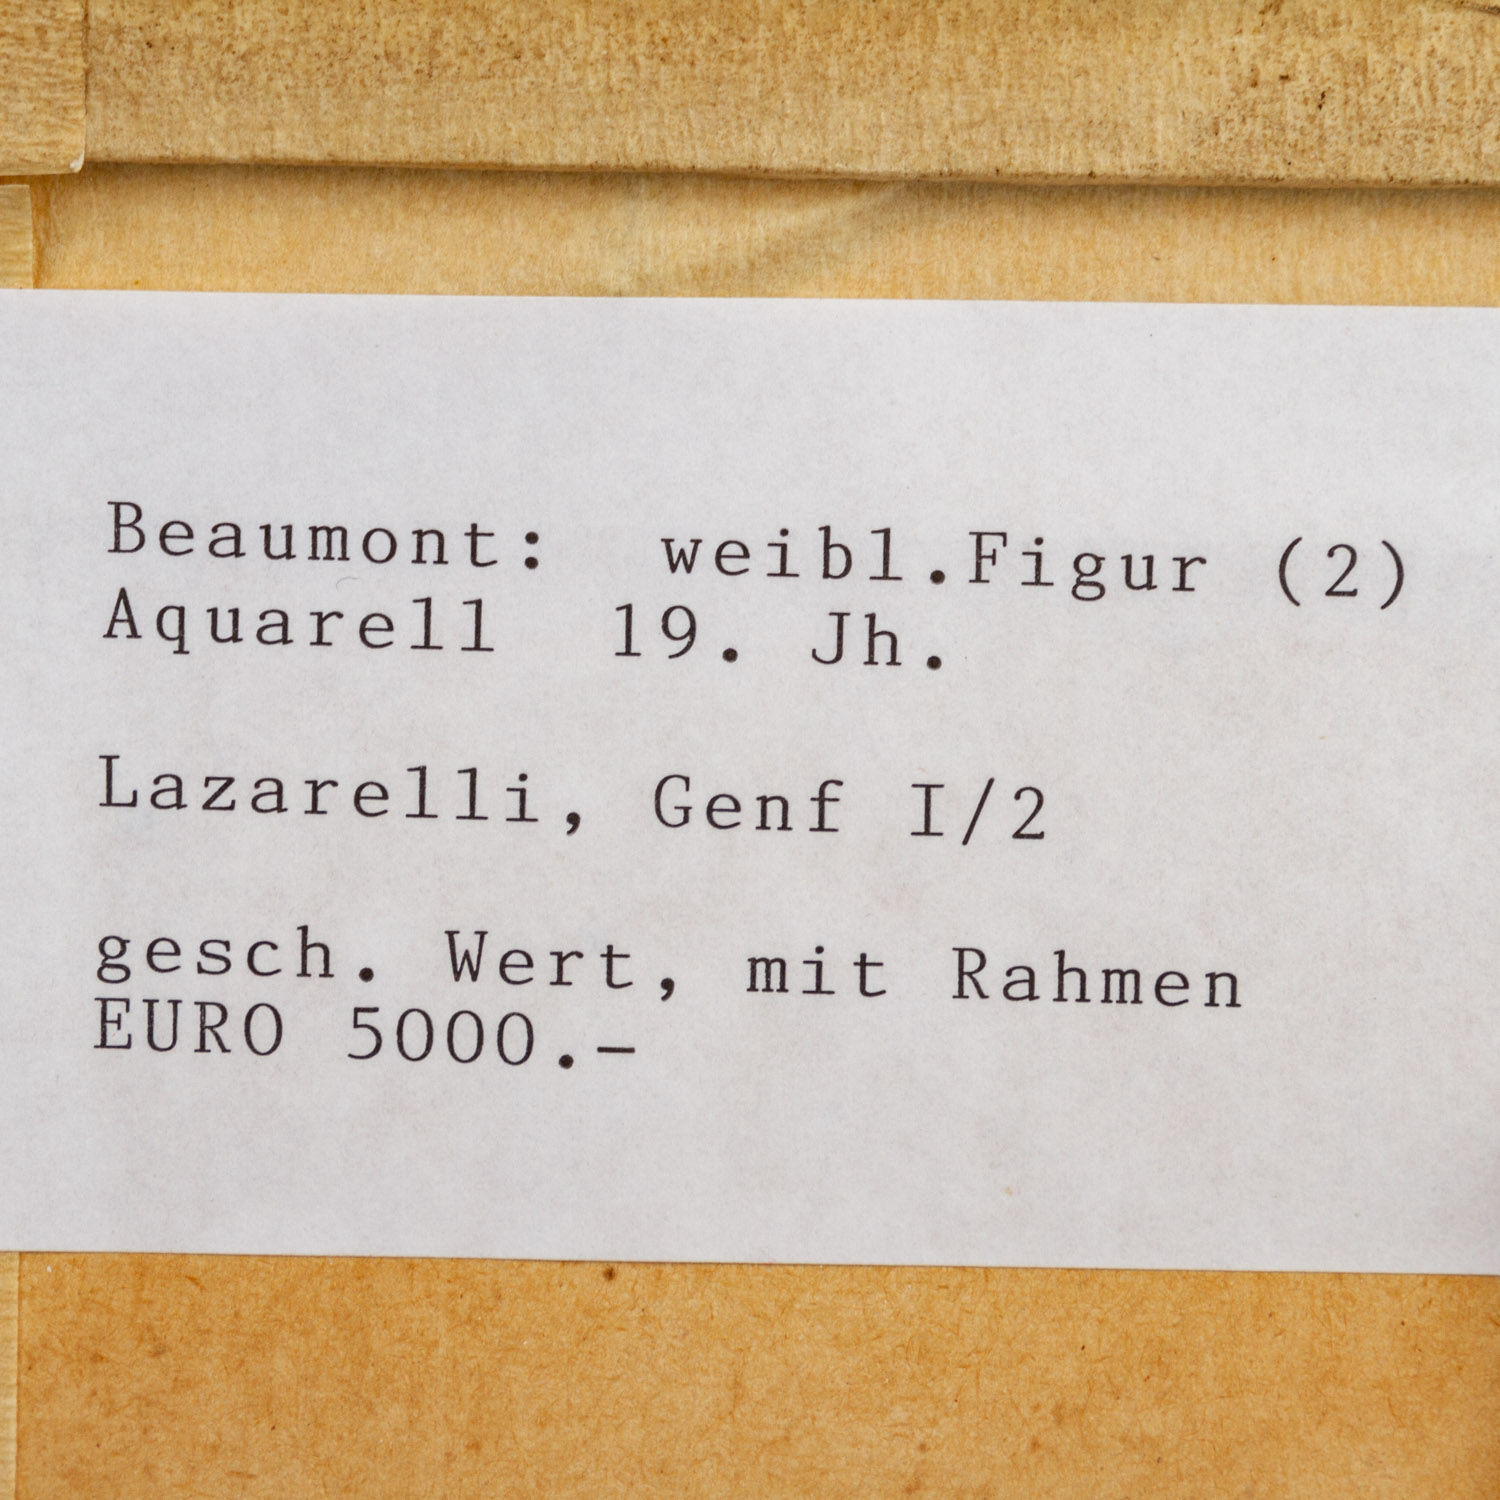 Beaumont: weibl.Figur (2)
Aquarell 19. Jh.
Lazarelli, Genf I/2
gesch. Wert, mit Rahmen
EURO 5000.-